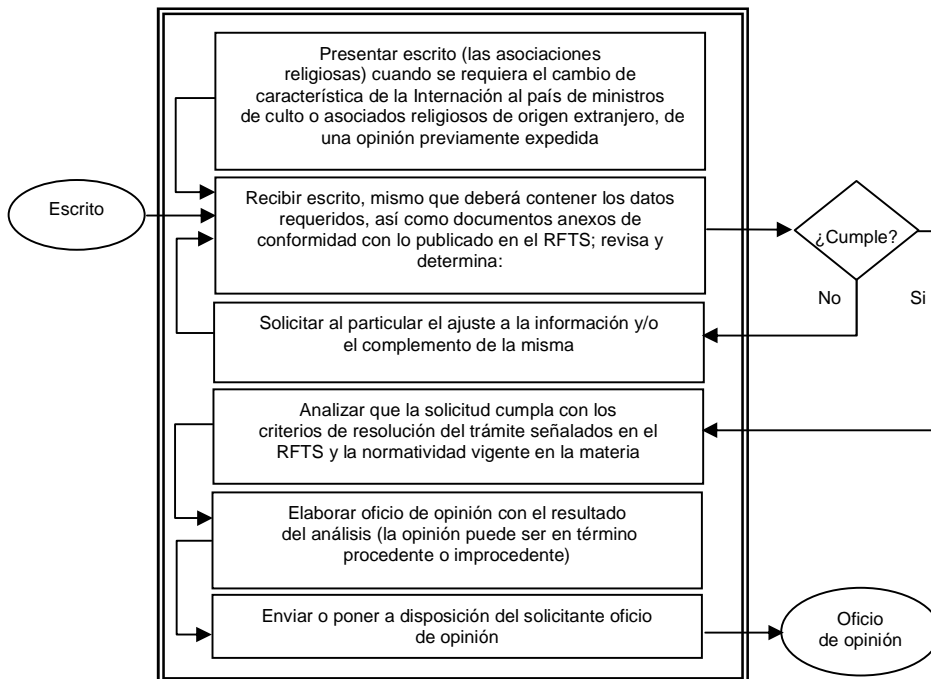 Presentar escrito (las asociaciones
religiosas) cuando se requiera el cambio de
característica de la Internación al país de ministros
de culto o asociados religiosos de origen extranjero, de
una opinión previamente expedida
Escrito
Recibir escrito, mismo que deberá contener los datos
requeridos, así como documentos anexos de
conformidad con lo publicado en el RFTS; revisa y
determina:
¿Cumple?
No
Si
Solicitar al particular el ajuste a la información y/o
el complemento de la misma
Analizar que la solicitud cumpla con los
criterios de resolución del trámite señalados en el
RFTS y la normatividad vigente en la materia
Elaborar oficio de opinión con el resultado
del análisis (la opinión puede ser en término
procedente o improcedente)
Enviar o poner a disposición del solicitante oficio
de opinión
Oficio
de opinión